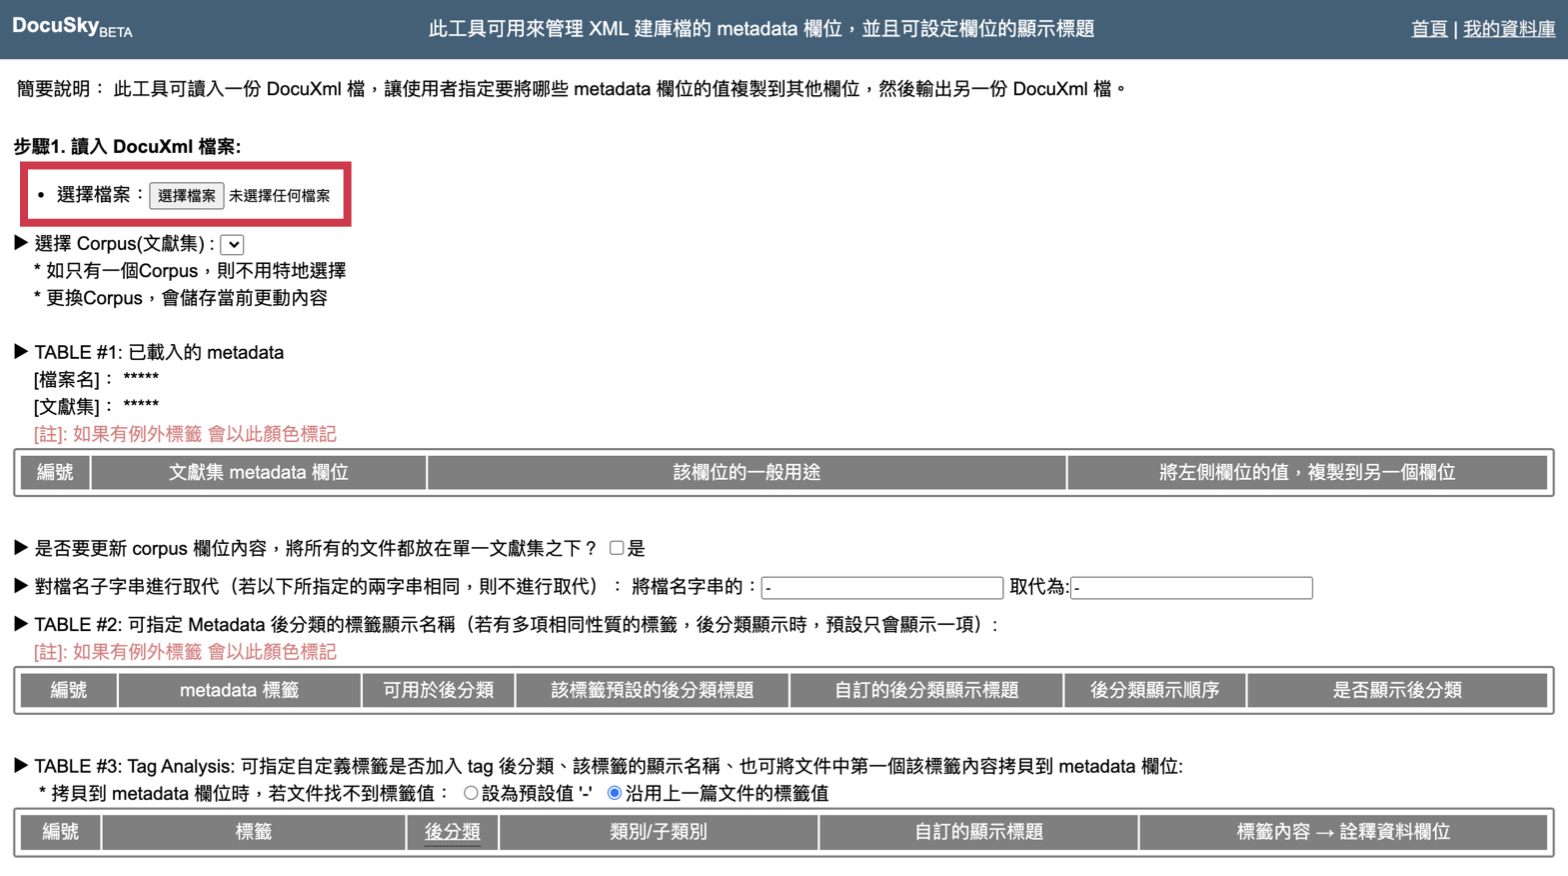 DocuSkyBETA
此工具可用來管理 XML 建庫檔的 metadata 欄位，並且可設定欄位的顯示標題
首頁 | 我的資料庫
簡要說明： 此工具可讀入一份 DocuXml 檔，讓使用者指定要將哪些 metadata 欄位的值複製到其他欄位，然後輸出另一份 DocuXml 檔。
步驟1. 讀入 DocuXml 檔案:
• 選擇檔案： 選擇檔案 未選擇任何檔案
▶ 選擇 Corpus(文獻集) :
* 如只有一個Corpus，則不用特地選擇
* 更換Corpus，會儲存當前更動內容
▶ TABLE #1: 已載入的 metadata
[檔案名]： *****
[文獻集]： *****
[註]: 如果有例外標籤 會以此顏色標記
編號 文獻集 metadata 欄位 該欄位的一般用途 將左側欄位的值，複製到另一個欄位
▶ 是否要更新 corpus 欄位內容，將所有的文件都放在單一文獻集之下？ 是
▶ 對檔名子字串進行取代（若以下所指定的兩字串相同，則不進行取代）： 將檔名字串的： - 取代為: -
▶ TABLE #2: 可指定 Metadata 後分類的標籤顯示名稱（若有多項相同性質的標籤，後分類顯示時，預設只會顯示一項）:
[註]: 如果有例外標籤 會以此顏色標記
編號 metadata 標籤 可用於後分類 該標籤預設的後分類標題 自訂的後分類顯示標題 後分類顯示順序 是否顯示後分類
▶ TABLE #3: Tag Analysis: 可指定自定義標籤是否加入 tag 後分類、該標籤的顯示名稱、也可將文件中第一個該標籤內容拷貝到 metadata 欄位:
* 拷貝到 metadata 欄位時，若文件找不到標籤值： 設為預設值 '-' 沿用上一篇文件的標籤值
編號 標籤 後分類 類別/子類別 自訂的顯示標題 標籤內容 → 詮釋資料欄位